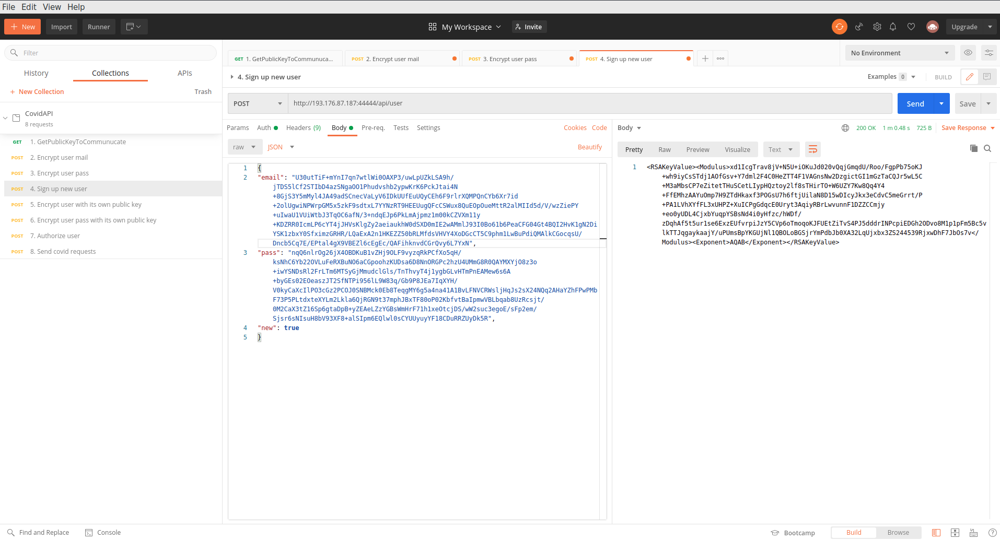 File Edit View Help
New Import Runner
My Workspace Invite
Upgrade
Filter
History Collections APIs
New Collection Trash
CovidAPI
8 requests
GET 1. GetPublicKeyToCommunucate
POST 2. Encrypt user mail
POST 3. Encrypt user pass
POST 4. Sign up new user
POST 5. Encrypt user with its own public key
POST 6. Encrypt user pass with its own public key
POST 7. Authorize user
POST 8. Send covid requests
GET 1. GetPublicKeyToCommunuca... POST 2. Encrypt user mail POST 3. Encrypt user pass POST 4. Sign up new user
No Environment
4. Sign up new user
Examples 0 BUILD
POST http://193.176.87.187:44444/api/user
Send Save
Params Auth Headers (9) Body Pre-req. Tests Settings Cookies Code
raw JSON Beautify
1 {
2 "email": "U30utTiF+mYnI7qn7wtlWi0OAXP3/uwLpUZkLSA9h/
jTDS5lCf2STIbD4azSNgaOO1Phudvshb2ypwKrK6PckJtai4N
+8GjS3Y5mMyl4JA49adSCnecVaLyV6IDkUUfEuUQyCEh6F9rlrXQMPQnCYb6Xr7id
+2olUgwiNPWrpGM5x5zkF9sdtxL7YYNzRT9HEEUugQFcCSWux8QuEOpOueMttR2alMIId5d/V/wzZiePY
+uIwaU1VUiWtbJ3TqOC6afN/3+ndqEJp6PkLmAjpmz1m00kCZVXm11y
+KDZRR0IcmLP6cYT4jJHVsKlgZy2aeiaukhW0dSXD0mIE2wAMmlJ93I0Bo61b6PeaCFG04Gt4BQI2HvK1gN2Di
YSK1zbxY0SfximzGRHR/LQaExA2n1HKEZZ50bRLMfdsVHVY4XoDGcCT5C9phm1LwBuPdiQMAlkCGocqsU/
Dncb5Cq7E/EPtal4gX9VBEZl6cEgEc/QAFihknvdCGrQvy6L7YxN",
3 "pass": "nqQ6nlrOg26jX4OBDKuB1vZHj9OLF9vyzqRkPCfXo5qH/
ksNhC6Yb22OVLuFeRXBuNO6aCGpoohzKUDsa6D8NnORGPc2hzU4UMmG8R0QAYMXYjO8z3o
+iwYSNDsRl2FrLTm6MTSyGjMmudclGls/TnThvyT4j1ygbGLvHTmPnEAMew6s6A
+byGEs02EOeaszJT2SfNTPi956lL9W83q/Gb9P8JEa7IqXYH/
V0kyCaXcIlPO3cGz2PCOJ0SNBMck0Eb8TeqgMY6g5a4na41A1BvLFNVCRWsljHqJs2sX24NQq2AHaYZhFPwPMb
F73P5PLtdxteXYLm2Lkla6QjRGN9t37mphJBxTF80oP02KbfvtBaIpmwVBLbqab8UzRcsjt/
0M2CaX3tZ16Sp6gtaDpB+yZEAeLZzYGBsWmHrF71h1xeOtcjDS/wW2suc3egoE/sFp2em/
Sjsr6sNIsuH8bV93XF8+alSIpm6EQlwl0sCYUUyuyYF18CDuRRZUyDk5R",
4 "new": true
5 }
Body 200 OK 1 m 0.48 s 725 B Save Response
Pretty Raw Preview Visualize Text
1 <RSAKeyValue><Modulus>xd1IcgTrav8jV+N5U+iOKuJd020vQqjGmqdU/Roo/FgpPb75oKJ
+wh9iyCsSTdj1AOfGsv+Y7dml2F4C0HeZTT4F1VAGnsNw2DzgictGI1mGzTaCQJr5wL5C
+M3aMbsCP7eZitetTHuSCetLIypHQztoy2lf8sTHirTO+W6UZY7Kw8Qq4Y4
+FfEMhzAAYuOmp7H9ZTdHkaxf3POGsU7h6ftjUilaN8D15wDIcyJkx3eCdvC5meGrrt/P
+PA1LVhXYfFL3xUHPZ+XuICPgGdqcE0Uryt3AqiyRBrLwvunnF1DZZCCmjy
+eo0yUDL4CjxbYuqpYSBsNd4i0yHfzc/hWDf/
zDqhAf5t5ur1se6ExzEUfvrpiJzY5CVp6oTmoqoKJFUEtZiTvS4PJ5dddrINPcpiEDGh2ODvo8M1p1pFm5Bc5v
lkTTJqgaykaajY/uPUmsBpYKGUjNl1QBOLoBGSjrYmPdbJb0XA32LqUjxbx3ZS244539RjxwDhF7JbOs7v</
Modulus><Exponent>AQAB</Exponent></RSAKeyValue>
Find and Replace Console
Bootcamp Build Browse